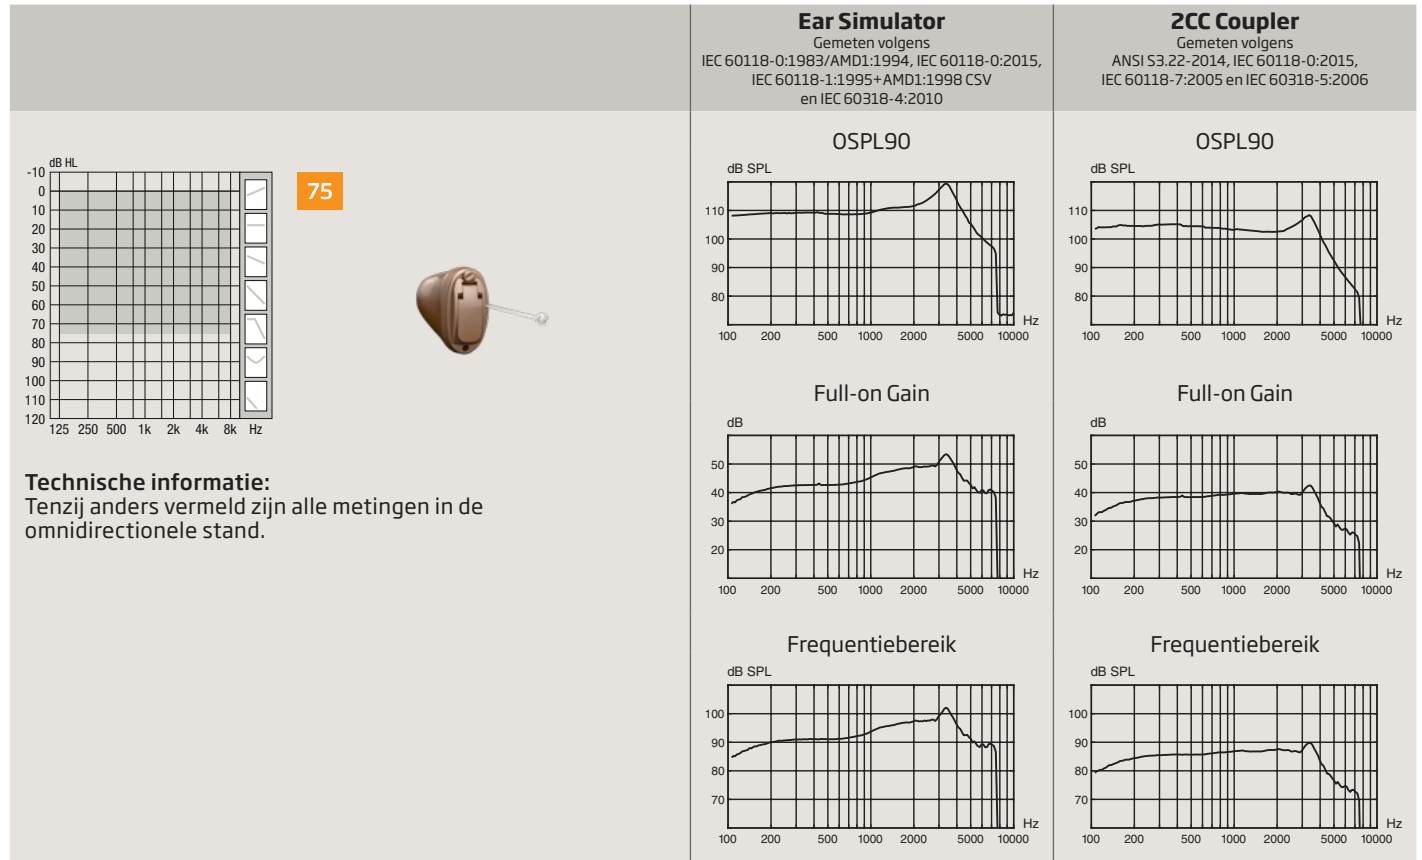 Ear Simulator
Gemeten volgens
IEC 60118-0:1983/AMD1:1994, IEC 60118-0:2015,
IEC 60118-1:1995+AMD1:1998 CSV
en IEC 60318-4:2010
2CC Coupler
Gemeten volgens
ANSI S3.22-2014, IEC 60118-0:2015,
IEC 60118-7:2005 en IEC 60318-5:2006
dB HL
-10
0
10
20
30
40
50
60
70
80
90
100
110
120
125 250 500 1k 2k 4k 8k Hz
75
Technische informatie:
Tenzij anders vermeld zijn alle metingen in de
omnidirectionele stand.
OSPL90
dB SPL
110
100
90
80
Hz
100 200 500 1000 2000 5000 10000
Full-on Gain
dB
50
40
30
20
Hz
100 200 500 1000 2000 5000 10000
Frequentiebereik
dB SPL
100
90
80
70
Hz
100 200 500 1000 2000 5000 10000
OSPL90
dB SPL
110
100
90
80
Hz
100 200 500 1000 2000 5000 10000
Full-on Gain
dB
50
40
30
20
Hz
100 200 500 1000 2000 5000 10000
Frequentiebereik
dB SPL
100
90
80
70
Hz
100 200 500 1000 2000 5000 10000